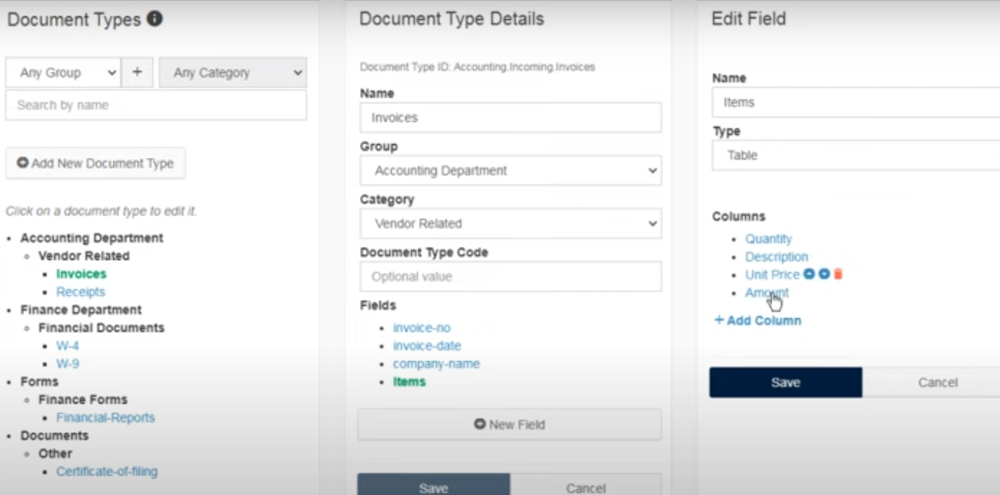 Document Types
Any Group
+
Any Category
Search by name
Add New Document Type
Click on a document type to edit it.
Accounting Department
Vendor Related
Invoices
Receipts
Finance Department
Financial Documents
W-4
W-9
Forms
Finance Forms
Financial-Reports
Documents
Other
Certificate-of-filing
Document Type Details
Document Type ID: Accounting.Incoming.Invoices
Name
Invoices
Group
Accounting Department
Category
Vendor Related
Document Type Code
Optional value
Fields
invoice-no
invoice-date
company-name
Items
New Field
Save
Cancel
Edit Field
Name
Items
Type
Table
Columns
Quantity
Description
Unit Price
Amount
+ Add Column
Save
Cancel